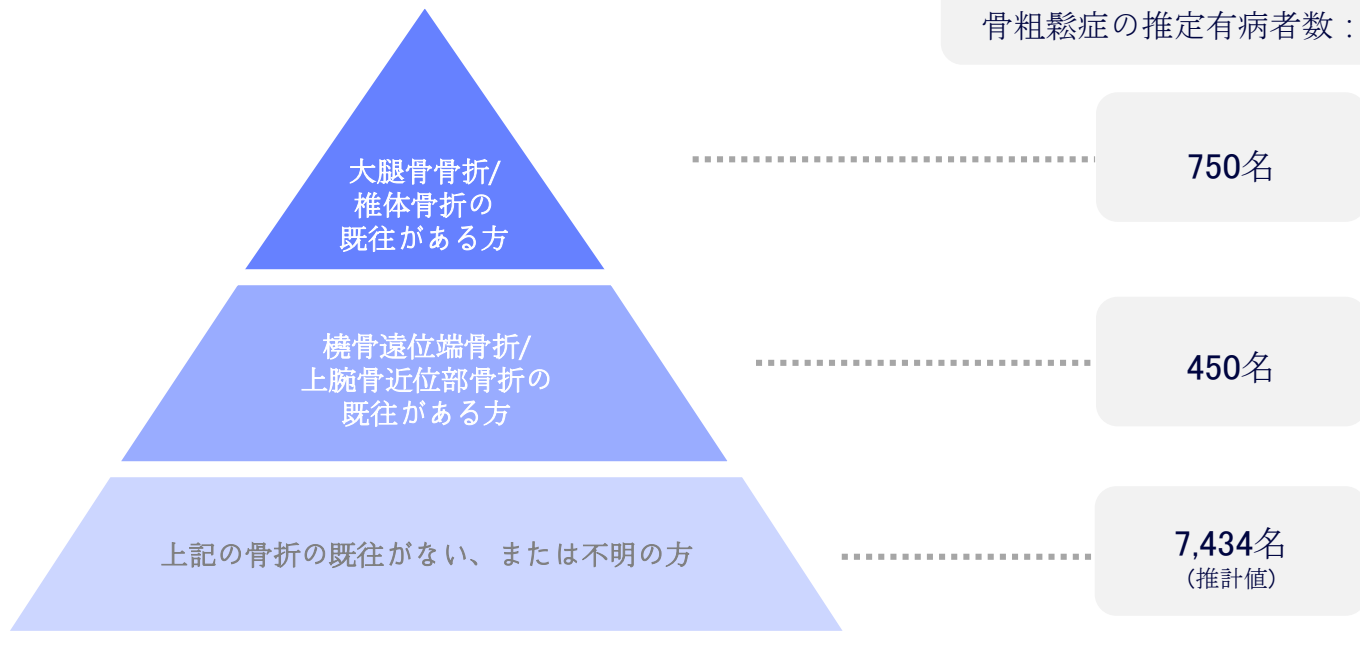 骨粗鬆症の推定有病者数：
大腿骨骨折/
椎体骨折の
既往がある方
750名
橈骨遠位端骨折/
上腕骨近位部骨折の
既往がある方
450名
上記の骨折の既往がない、または不明の方
7,434名
（推計値）